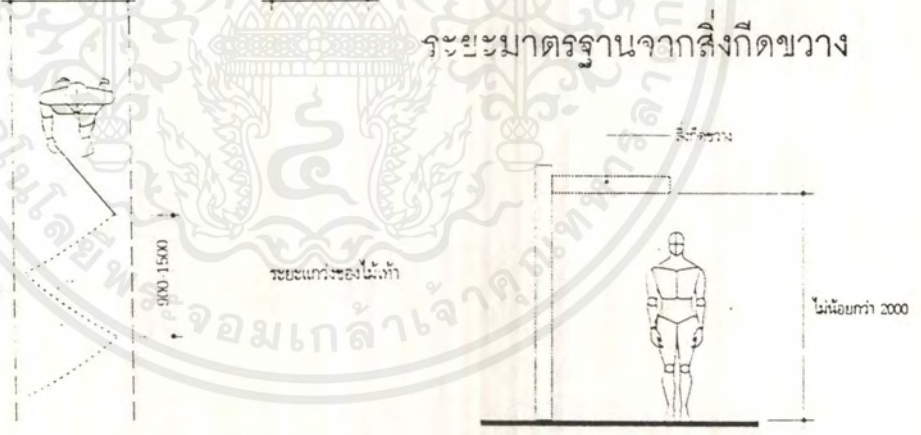 ระยะมาตรฐานจากสิ่งกีดขวาง
สิ่งกีดขวาง
900-1500
ระยะแกว่งของไม้เท้า
ไม่น้อยกว่า 2000